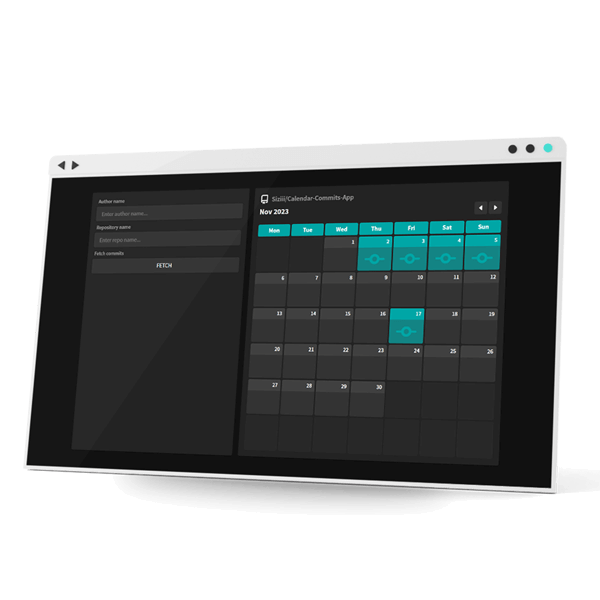 Author name
Enter author name...
Repository name
Enter repo name...
Fetch commits
FETCH
Siziii/Calendar-Commits-App
Nov 2023
Mon Tue Wed Thu Fri Sat Sun
1 2 3 4 5
6 7 8 9 10 11 12
13 14 15 16 17 18 19
20 21 22 23 24 25 26
27 28 29 30